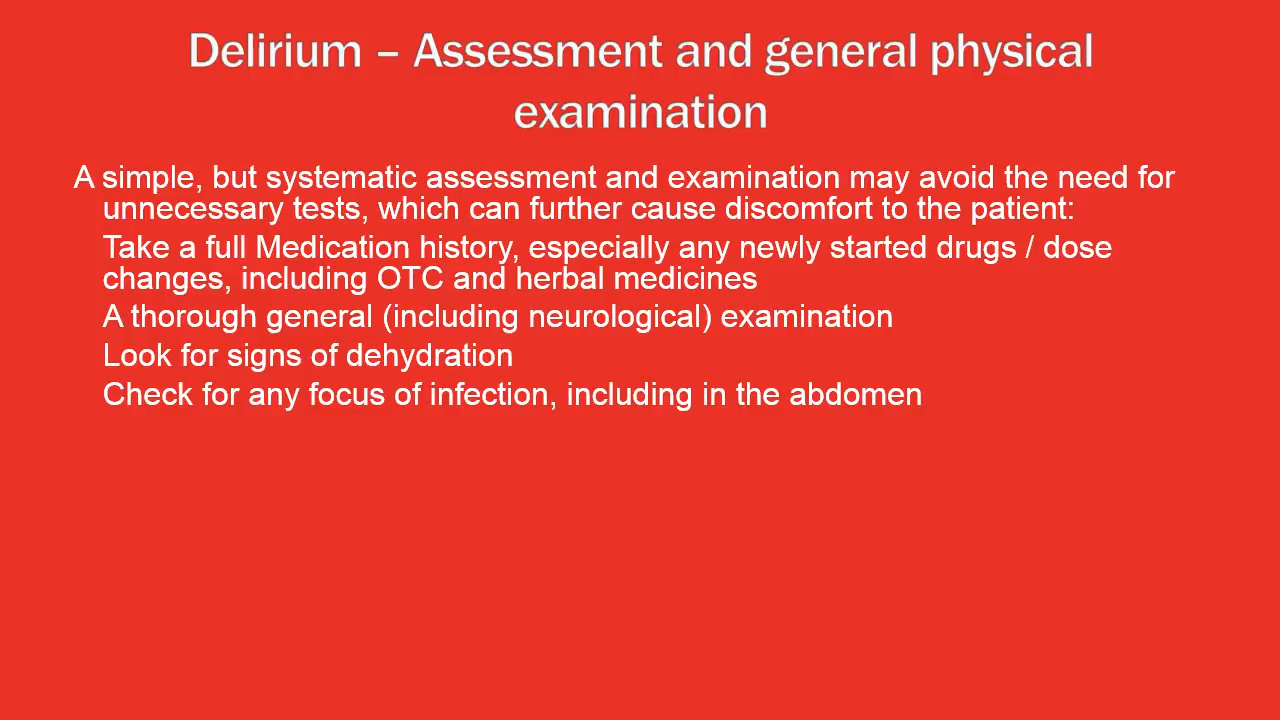 Delirium – Assessment and general physical
examination
A simple, but systematic assessment and examination may avoid the need for
unnecessary tests, which can further cause discomfort to the patient:
Take a full Medication history, especially any newly started drugs / dose
changes, including OTC and herbal medicines
A thorough general (including neurological) examination
Look for signs of dehydration
Check for any focus of infection, including in the abdomen